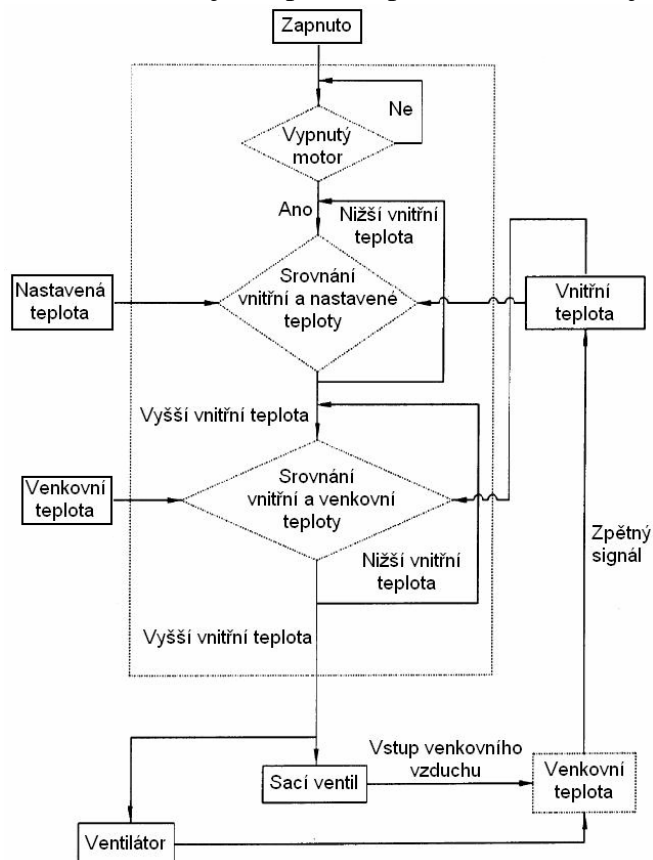 Zapnuto
Ne
Vypnutý
motor
Ano
Nižší vnitřní
teplota
Srovnání
vnitřní a nastavené
teploty
Nastavená
teplota
Vnitřní
teplota
Vyšší vnitřní teplota
Srovnání
vnitřní a venkovní
teploty
Venkovní
teplota
Zpětný
signál
Nižší vnitřní
teplota
Vyšší vnitřní teplota
Vstup venkovního
vzduchu
Sací ventil
Venkovní
teplota
Ventilátor